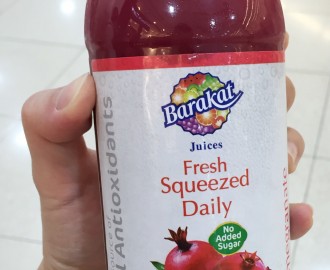 Barakat
Juices
Fresh
Squeezed
Daily
No
Added
Sugar
Antioxidants